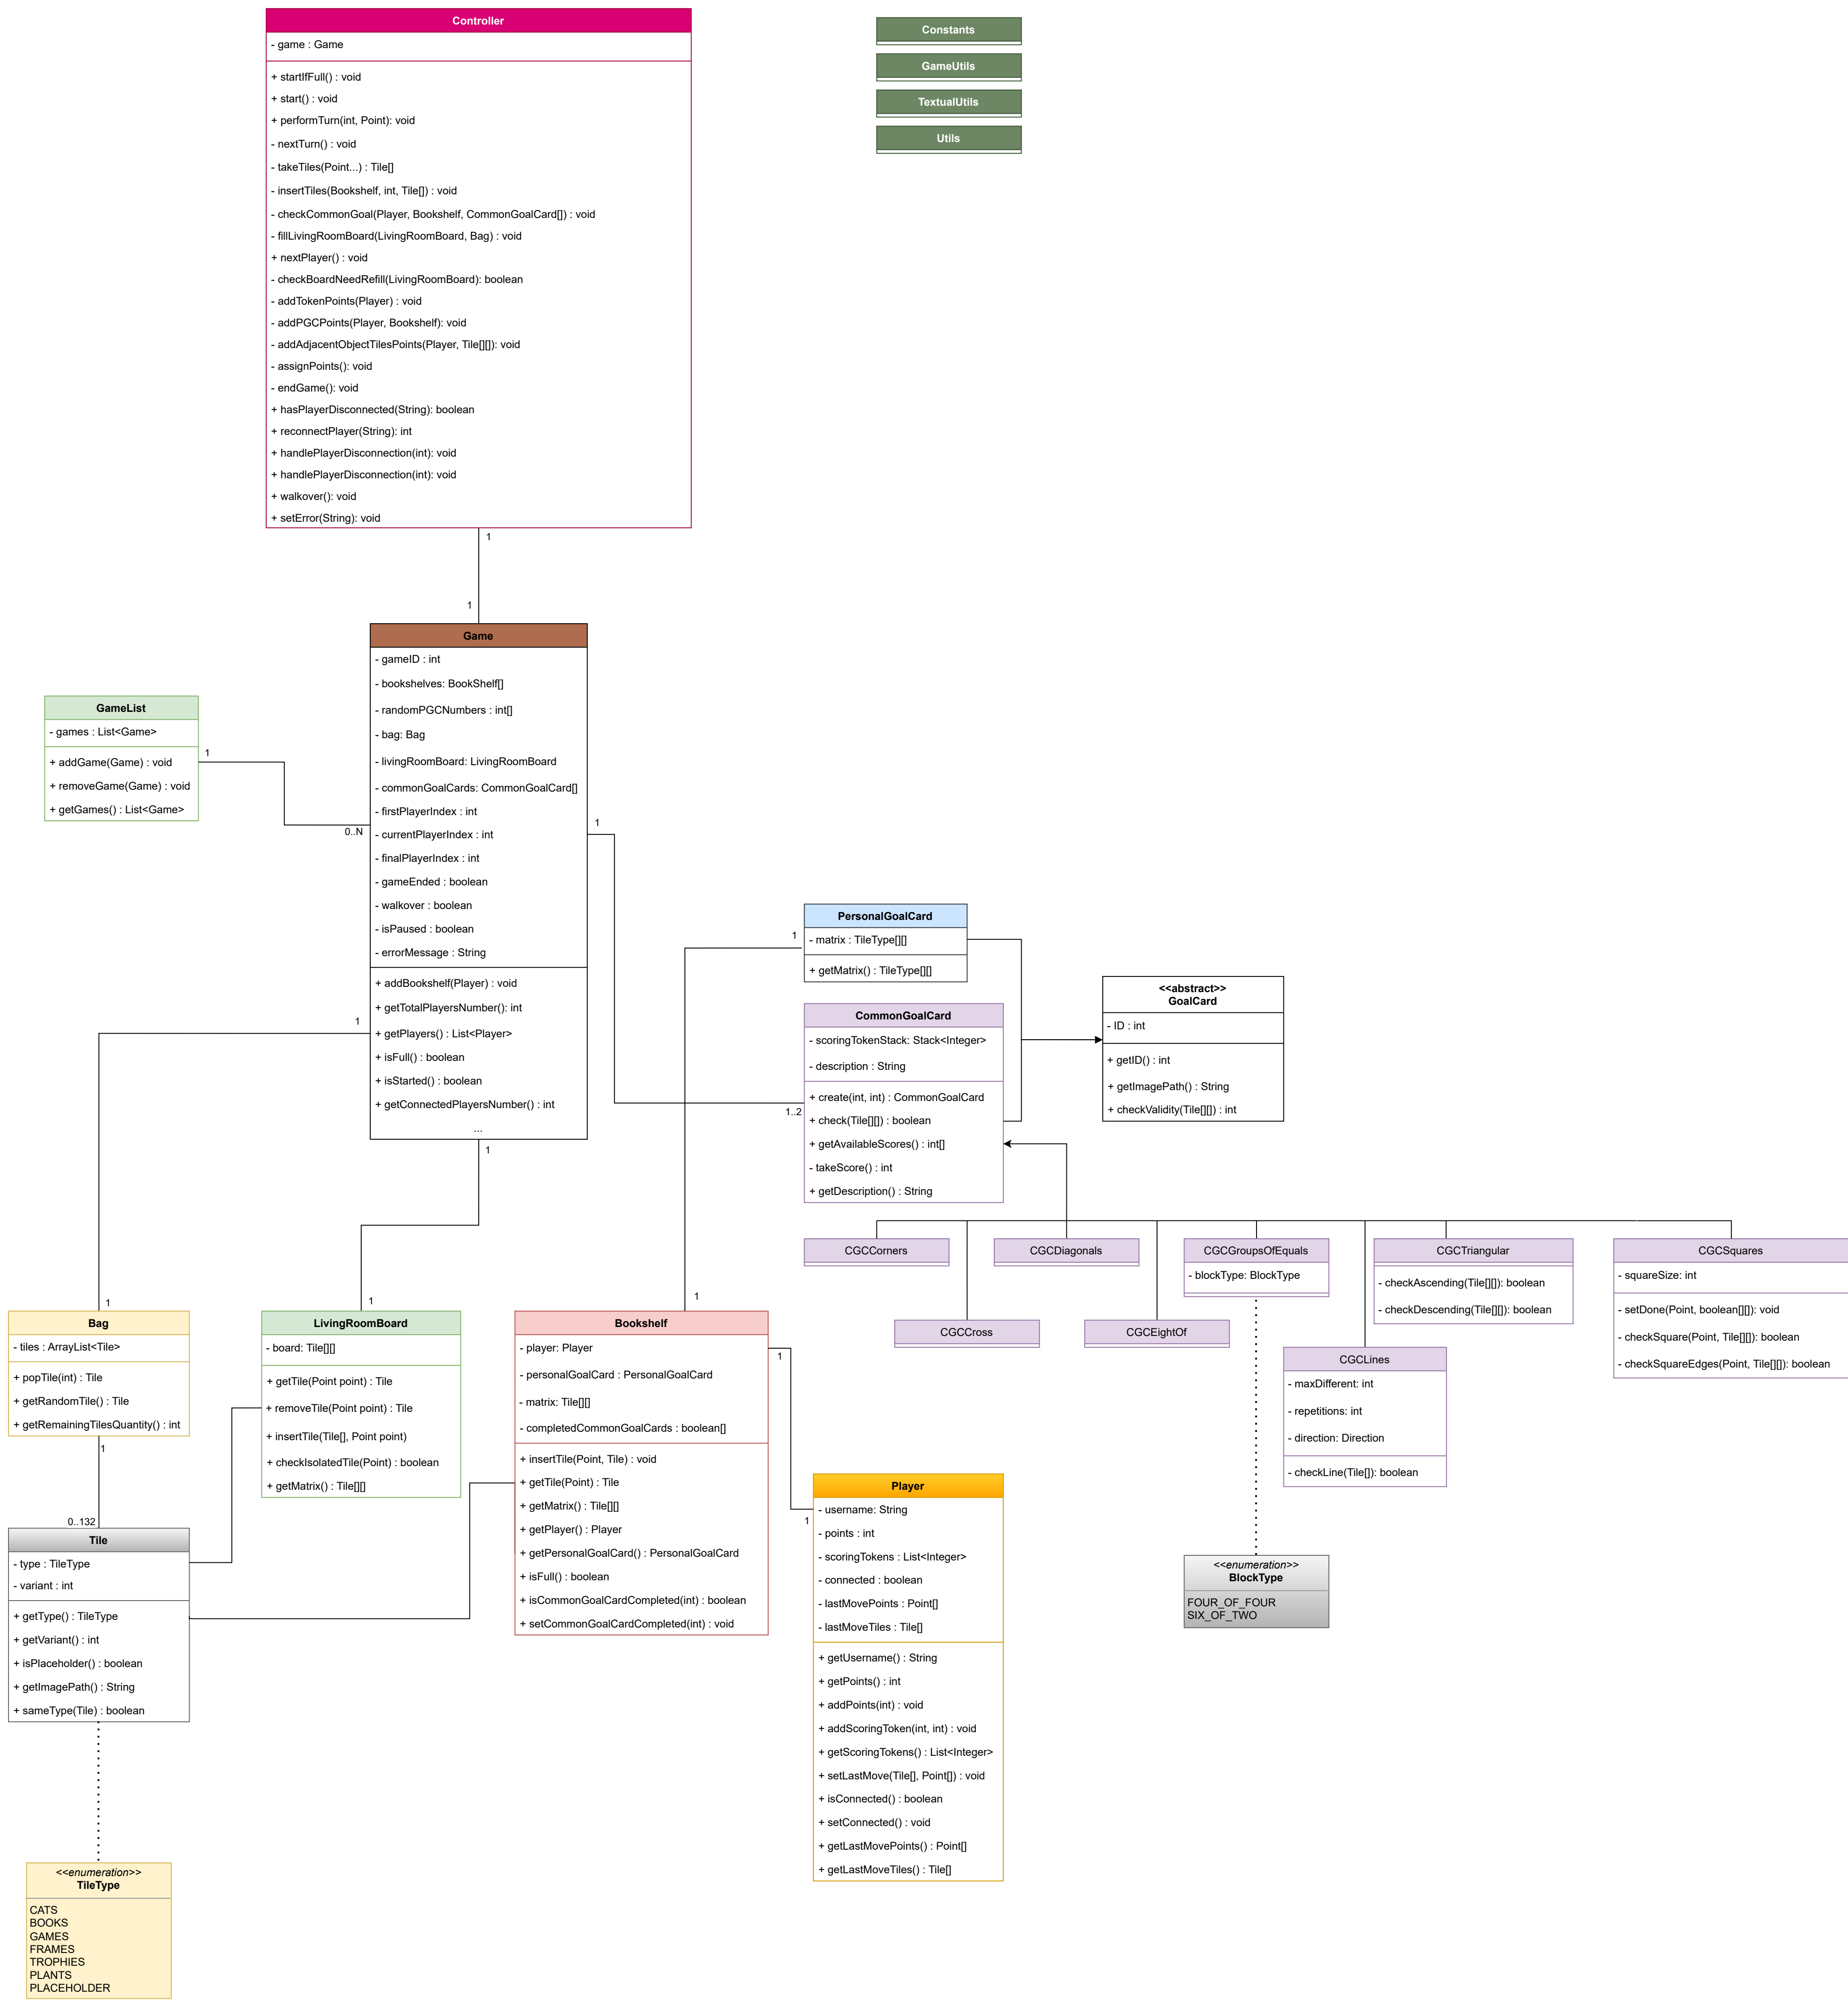 Controller
- game : Game
+ startIfFull() : void
+ start() : void
+ performTurn(int, Point): void
- nextTurn() : void
- takeTiles(Point...) : Tile[]
- insertTiles(Bookshelf, int, Tile[]) : void
- checkCommonGoal(Player, Bookshelf, CommonGoalCard[]) : void
- fillLivingRoomBoard(LivingRoomBoard, Bag) : void
+ nextPlayer() : void
- checkBoardNeedRefill(LivingRoomBoard): boolean
- addTokenPoints(Player) : void
- addPGCPoints(Player, Bookshelf): void
- addAdjacentObjectTilesPoints(Player, Tile[][]): void
- assignPoints(): void
- endGame(): void
+ hasPlayerDisconnected(String): boolean
+ reconnectPlayer(String): int
+ handlePlayerDisconnection(int): void
+ handlePlayerDisconnection(int): void
+ walkover(): void
+ setError(String): void
Constants
GameUtils
TextualUtils
Utils
1
1
Game
- gameID : int
- bookshelves: BookShelf[]
- randomPGCNumbers : int[]
- bag: Bag
- livingRoomBoard: LivingRoomBoard
- commonGoalCards: CommonGoalCard[]
- firstPlayerIndex : int
- currentPlayerIndex : int
- finalPlayerIndex : int
- gameEnded : boolean
- walkover : boolean
- isPaused : boolean
- errorMessage : String
+ addBookshelf(Player) : void
+ getTotalPlayersNumber(): int
+ getPlayers() : List<Player>
+ isFull() : boolean
+ isStarted() : boolean
+ getConnectedPlayersNumber() : int
...
GameList
- games : List<Game>
+ addGame(Game) : void
+ removeGame(Game) : void
+ getGames() : List<Game>
1
0..N
1
1
1
PersonalGoalCard
- matrix : TileType[][]
+ getMatrix() : TileType[][]
1
CommonGoalCard
- scoringTokenStack: Stack<Integer>
- description : String
+ create(int, int) : CommonGoalCard
+ check(Tile[][]) : boolean
+ getAvailableScores() : int[]
- takeScore() : int
+ getDescription() : String
1..2
<<abstract>>
GoalCard
- ID : int
+ getID() : int
+ getImagePath() : String
+ checkValidity(Tile[][]) : int
CGCCorners
CGCDiagonals
CGCGroupsOfEquals
- blockType: BlockType
CGCTriangular
- checkAscending(Tile[][]): boolean
- checkDescending(Tile[][]): boolean
CGCSquares
- squareSize: int
- setDone(Point, boolean[][]): void
- checkSquare(Point, Tile[][]): boolean
- checkSquareEdges(Point, Tile[][]): boolean
CGCCross
CGCEightOf
CGCLines
- maxDifferent: int
- repetitions: int
- direction: Direction
- checkLine(Tile[]): boolean
1
1
1
Bag
- tiles : ArrayList<Tile>
+ popTile(int) : Tile
+ getRandomTile() : Tile
+ getRemainingTilesQuantity() : int
LivingRoomBoard
- board: Tile[][]
+ getTile(Point point) : Tile
+ removeTile(Point point) : Tile
+ insertTile(Tile[], Point point)
+ checkIsolatedTile(Point) : boolean
+ getMatrix() : Tile[][]
Bookshelf
- player: Player
- personalGoalCard : PersonalGoalCard
- matrix: Tile[][]
- completedCommonGoalCards : boolean[]
+ insertTile(Point, Tile) : void
+ getTile(Point) : Tile
+ getMatrix() : Tile[][]
+ getPlayer() : Player
+ getPersonalGoalCard() : PersonalGoalCard
+ isFull() : boolean
+ isCommonGoalCardCompleted(int) : boolean
+ setCommonGoalCardCompleted(int) : void
1
1
Player
- username: String
- points : int
- scoringTokens : List<Integer>
- connected : boolean
- lastMovePoints : Point[]
- lastMoveTiles : Tile[]
+ getUsername() : String
+ getPoints() : int
+ addPoints(int) : void
+ addScoringToken(int, int) : void
+ getScoringTokens() : List<Integer>
+ setLastMove(Tile[], Point[]) : void
+ isConnected() : boolean
+ setConnected() : void
+ getLastMovePoints() : Point[]
+ getLastMoveTiles() : Tile[]
<<enumeration>>
BlockType
FOUR_OF_FOUR
SIX_OF_TWO
1
0..132
Tile
- type : TileType
- variant : int
+ getType() : TileType
+ getVariant() : int
+ isPlaceholder() : boolean
+ getImagePath() : String
+ sameType(Tile) : boolean
<<enumeration>>
TileType
CATS
BOOKS
GAMES
FRAMES
TROPHIES
PLANTS
PLACEHOLDER